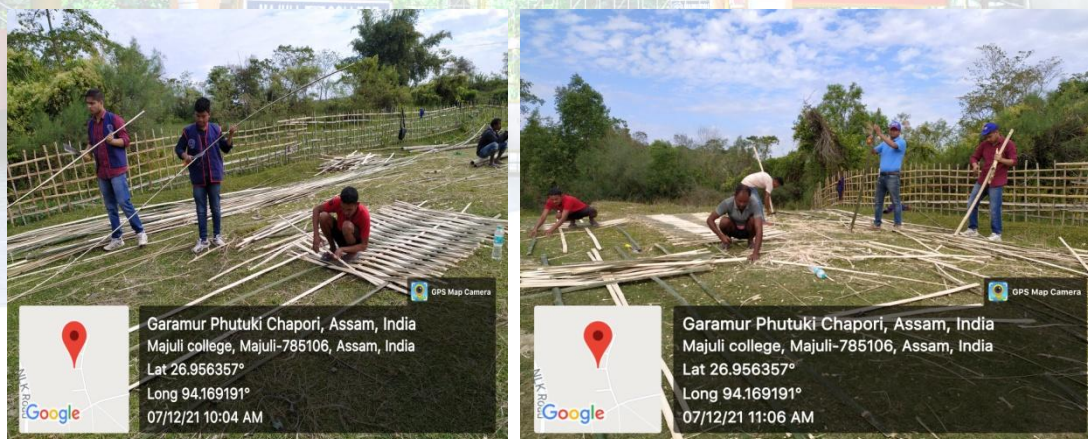 GPS Map Camera
Garamur Phutuki Chapori, Assam, India
Majuli college, Majuli-785106, Assam, India
Lat 26.956357°
Long 94.169191°
07/12/21 10:04 AM
Google
GPS Map Camera
Garamur Phutuki Chapori, Assam, India
Majuli college, Majuli-785106, Assam, India
Lat 26.956357°
Long 94.169191°
07/12/21 11:06 AM
Google